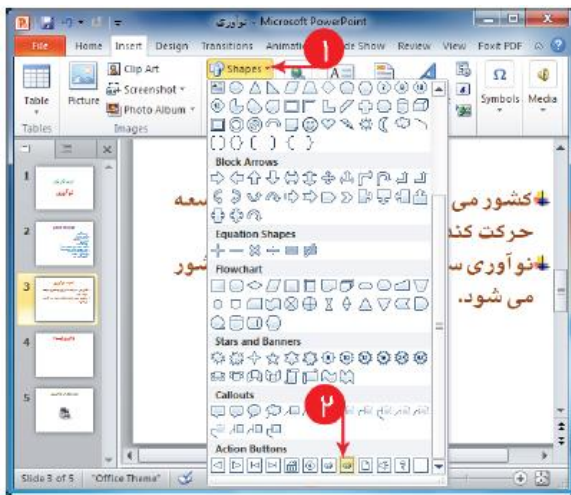 نوآوری - Microsoft PowerPoint
File Home Insert Design Transitions Animati de Show Review View Foxit PDF
۱
Table
Tables
Picture
Clip Art
Screenshot
Photo Album
Images
Shapes
Symbols
Media
Block Arrows
Equation Shapes
Flowchart
Stars and Banners
Callouts
Action Buttons
۲
1
2
3
4
5
کشور می سعه
حرکت کند
نوآوری س شور
می شود.
Slide 3 of 5 "Office Theme"